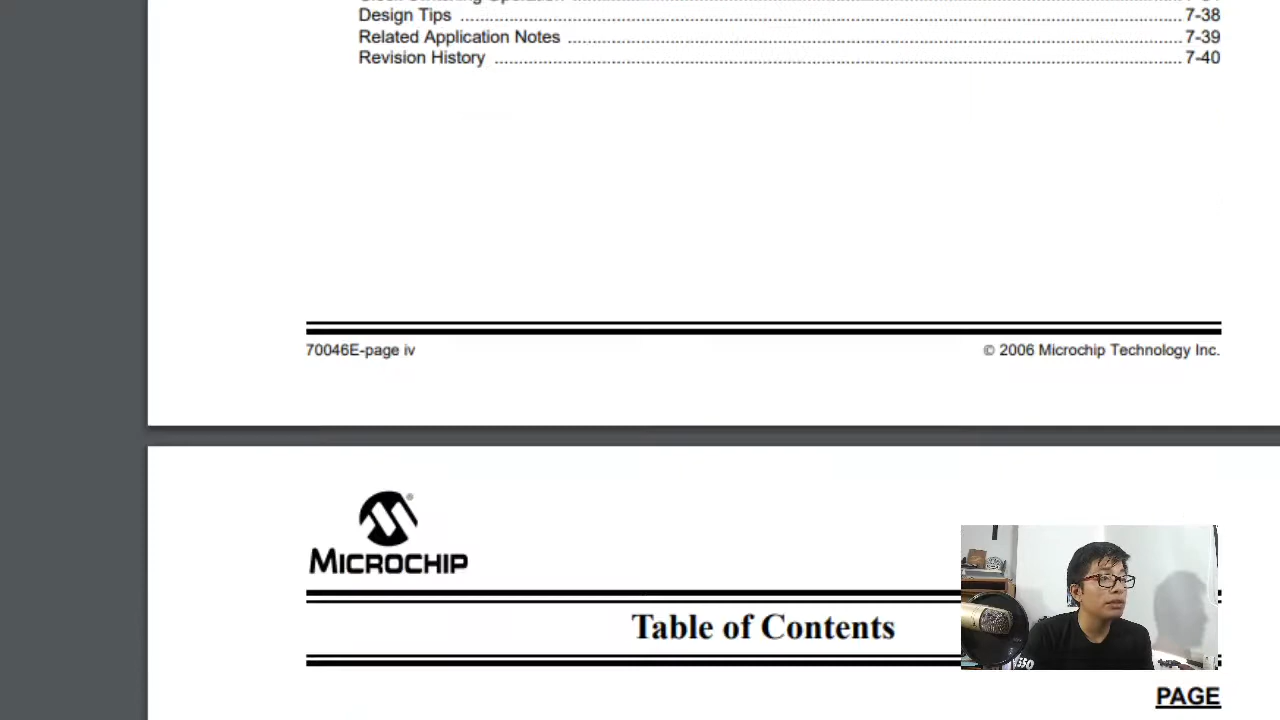 Design Tips ........ 7-38
Related Application Notes ........ 7-39
Revision History ........ 7-40
70046E-page iv
© 2006 Microchip Technology Inc.
MICROCHIP
Table of Contents
350
PAGE